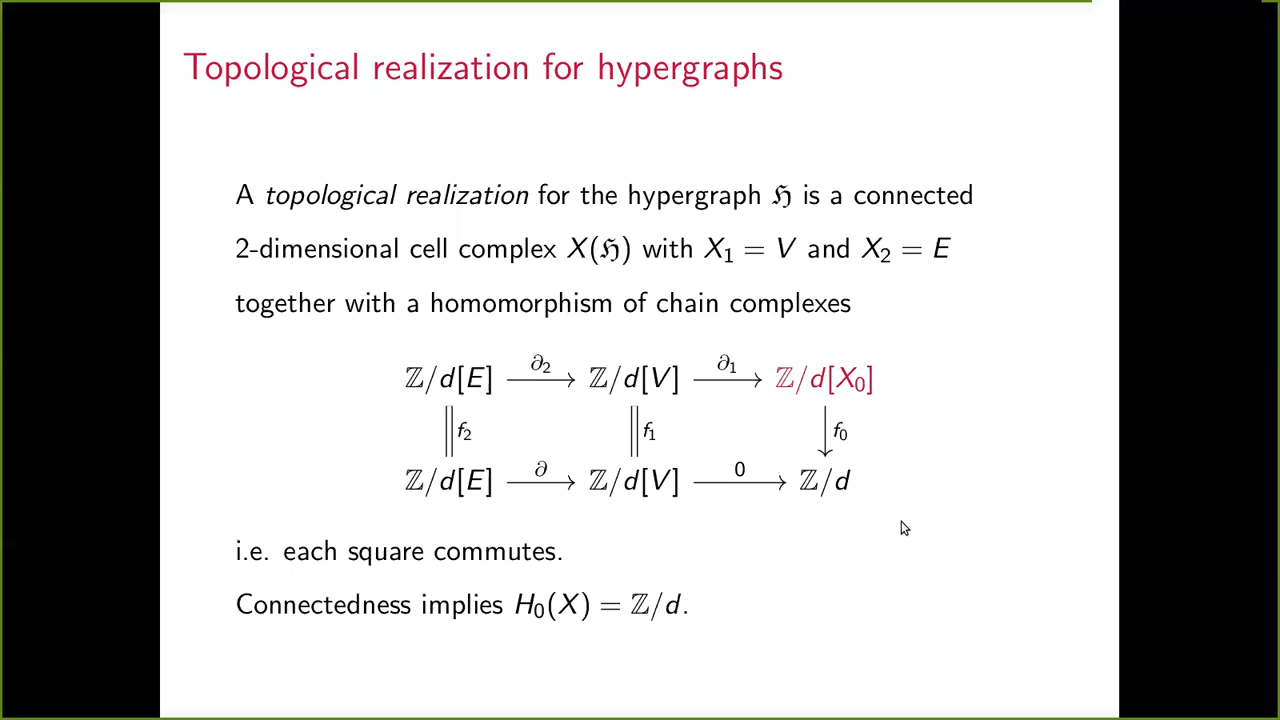 Topological realization for hypergraphs
A topological realization for the hypergraph ℌ is a connected
2-dimensional cell complex X(ℌ) with X₁ = V and X₂ = E
together with a homomorphism of chain complexes
ℤ/d[E] —∂₂→ ℤ/d[V] —∂₁→ ℤ/d[X₀]
‖f₂ ‖f₁ ↓f₀
ℤ/d[E] —∂→ ℤ/d[V] —0→ ℤ/d
i.e. each square commutes.
Connectedness implies H₀(X) = ℤ/d.